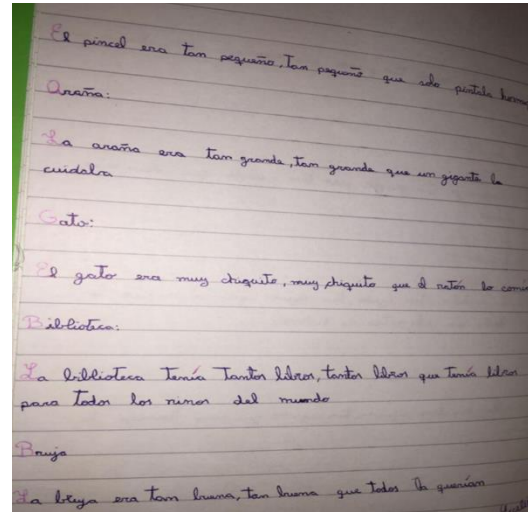 El pincel era tan pequeño, Tan pequeño que solo pintaba
Araña:
La araña era tan grande, tan grande que un gigante la
cuidaba
Gato:
El gato era muy chiquito, muy chiquito que el ratón lo
Biblioteca:
La biblioteca Tenía Tantos libros, tantos libros que Tenía libros
para Todos los ninos del mundo
Bruja
La bruja era tan buena, tan buena que todos la querían